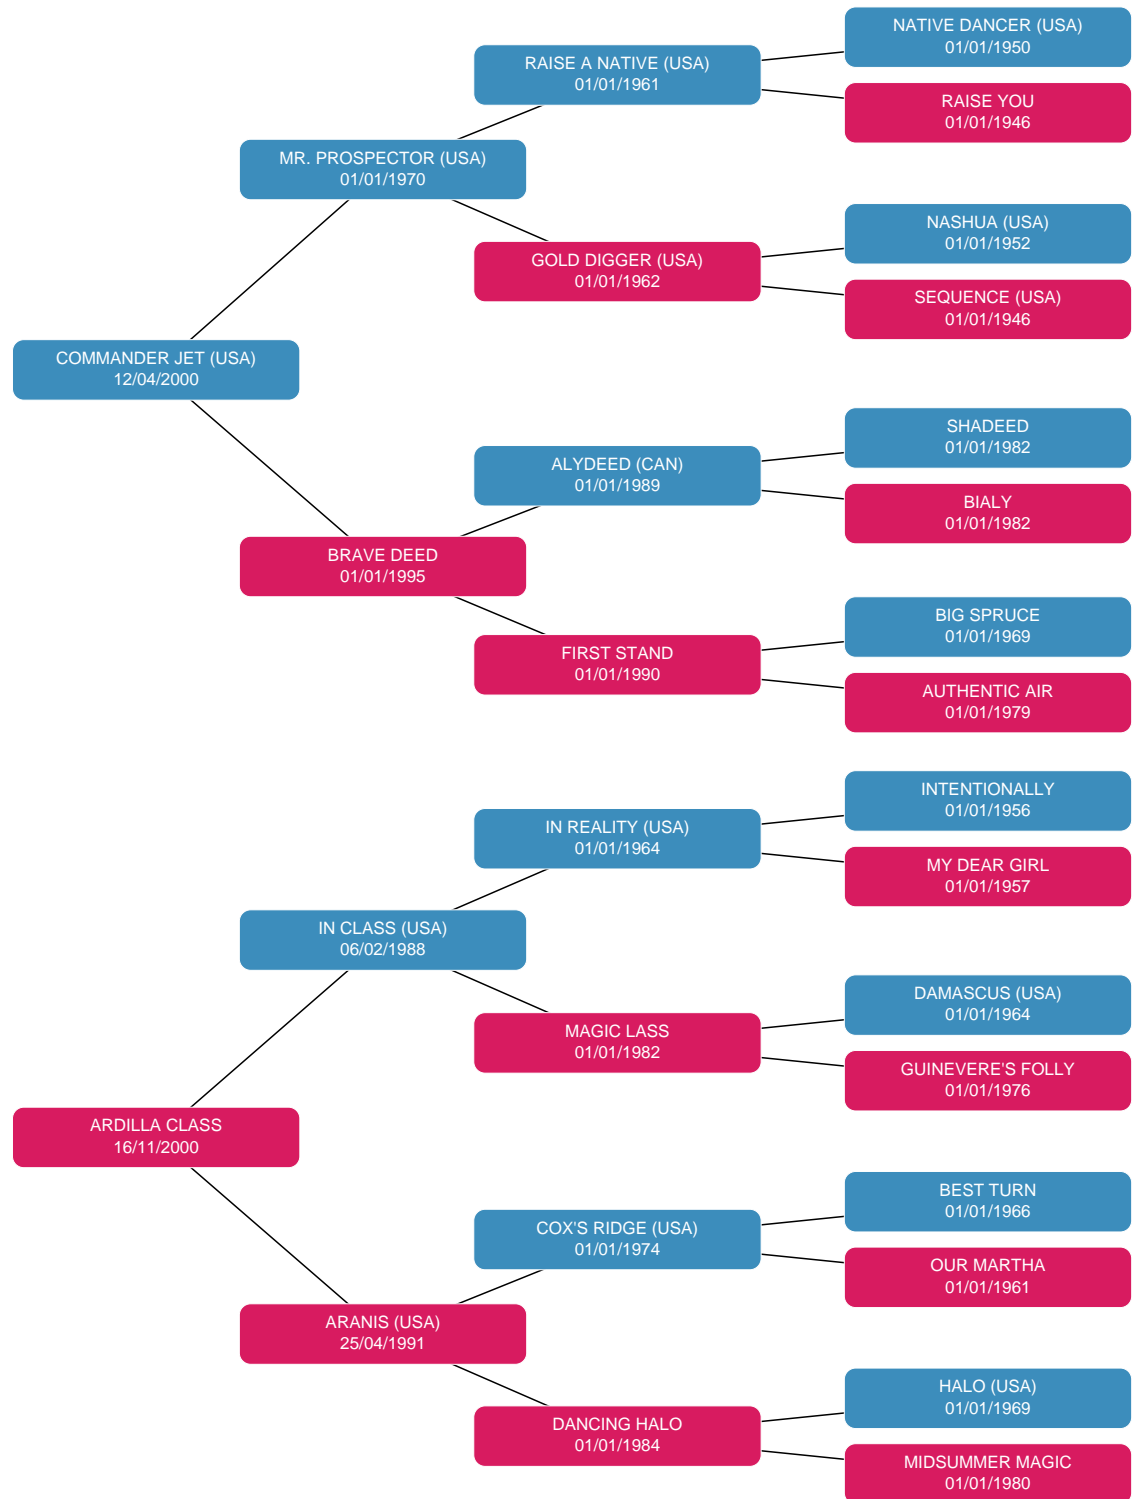 NATIVE DANCER (USA)
01/01/1950
RAISE A NATIVE (USA)
01/01/1961
RAISE YOU
01/01/1946
MR. PROSPECTOR (USA)
01/01/1970
NASHUA (USA)
01/01/1952
GOLD DIGGER (USA)
01/01/1962
SEQUENCE (USA)
01/01/1946
COMMANDER JET (USA)
12/04/2000
SHADEED
01/01/1982
ALYDEED (CAN)
01/01/1989
BIALY
01/01/1982
BRAVE DEED
01/01/1995
BIG SPRUCE
01/01/1969
FIRST STAND
01/01/1990
AUTHENTIC AIR
01/01/1979
INTENTIONALLY
01/01/1956
IN REALITY (USA)
01/01/1964
MY DEAR GIRL
01/01/1957
IN CLASS (USA)
06/02/1988
DAMASCUS (USA)
01/01/1964
MAGIC LASS
01/01/1982
GUINEVERE'S FOLLY
01/01/1976
ARDILLA CLASS
16/11/2000
BEST TURN
01/01/1966
COX'S RIDGE (USA)
01/01/1974
OUR MARTHA
01/01/1961
ARANIS (USA)
25/04/1991
HALO (USA)
01/01/1969
DANCING HALO
01/01/1984
MIDSUMMER MAGIC
01/01/1980